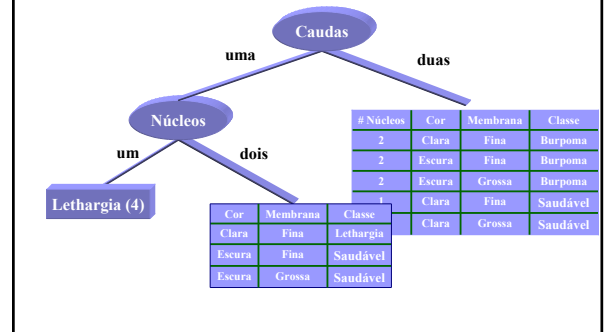 Caudas
uma
duas
Núcleos
um
dois
Lethargia (4)
# Núcleos Cor Membrana Classe
2 Clara Fina Burpoma
2 Escura Fina Burpoma
2 Escura Grossa Burpoma
1 Clara Fina Saudável
Clara Grossa Saudável
Cor Membrana Classe
Clara Fina Lethargia
Escura Fina Saudável
Escura Grossa Saudável